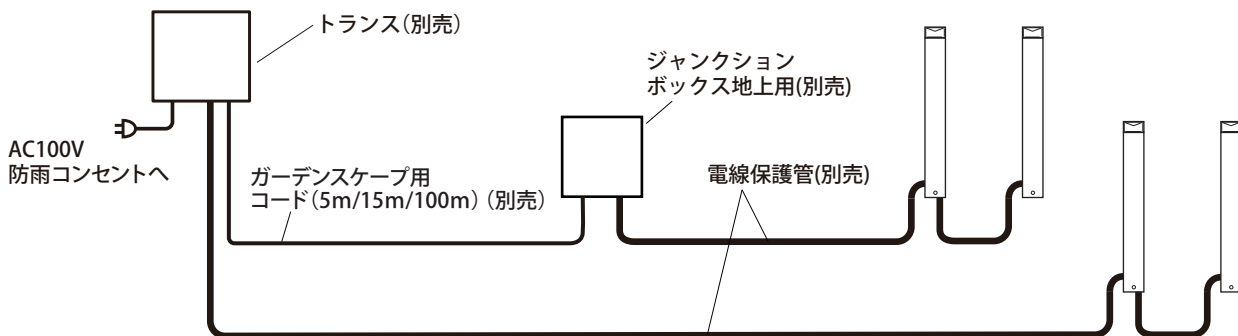 トランス(別売)
ジャンクション
ボックス地上用(別売)
AC100V
防雨コンセントへ
ガーデンスケープ用
コード(5m/15m/100m)(別売)
電線保護管(別売)